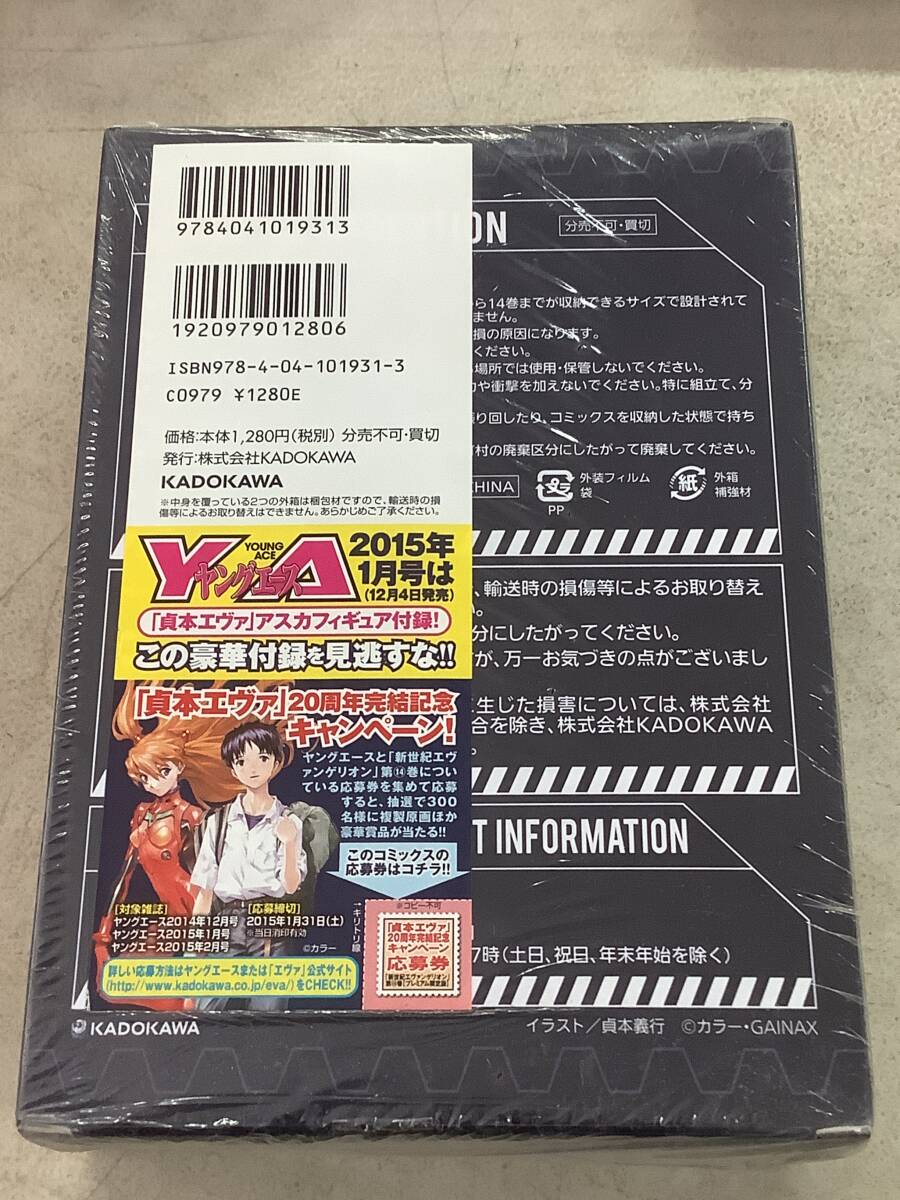 9784041019313
1920979012806
ISBN978-4-04-101931-3
C0979 ¥1280E
価格:本体1,280円(税別) 分売不可・買切
発行:株式会社KADOKAWA
KADOKAWA
※中身を覆っている2つの外箱は梱包材ですので、輸送時の損
傷等によるお取り替えはできません。あらかじめご了承ください。
YOUNG
ACE
YA
ヤングエース
2015年
1月号は
(12月4日発売)
「貞本エヴァ」アスカフィギュア付録!
この豪華付録を見逃すな!!
「貞本エヴァ」20周年完結記念
キャンペーン!
ヤングエースと「新世紀エヴ
ァンゲリオン」第⑭巻につい
ている応募券を集めて応募
すると、抽選で300
名様に複製原画ほか
豪華賞品が当たる!!
このコミックスの
応募券はコチラ!!
[対象雑誌]
ヤングエース2014年12月号
ヤングエース2015年1月号
ヤングエース2015年2月号
[応募締切]
2015年1月31日(土)
※当日消印有効
©カラー
→キリトリ線
※コピー不可
「貞本エヴァ」
20周年完結記念
キャンペーン
応募券
詳しい応募方法はヤングエースまたは「エヴァ」公式サイト
(http://www.kadokawa.co.jp/eva/)をCHECK!!
ION
分売不可・買切
ら14巻までが収納できるサイズで設計されて
ません。
損の原因になります。
ください。
場所では使用・保管しないでください。
力や衝撃を加えないでください。特に組立て、分
振り回したり、コミックスを収納した状態で持ち
町村の廃棄区分にしたがって廃棄してください。
CHINA
プラ
PP
外装フィルム
袋
紙
外箱
補強材
、輸送時の損傷等によるお取り替え
い。
分にしたがってください。
が、万一お気づきの点がございまし
に生じた損害については、株式会社
合を除き、株式会社KADOKAWA
。
T INFORMATION
7時(土日、祝日、年末年始を除く)
KADOKAWA
イラスト/貞本義行 ©カラー・GAINAX